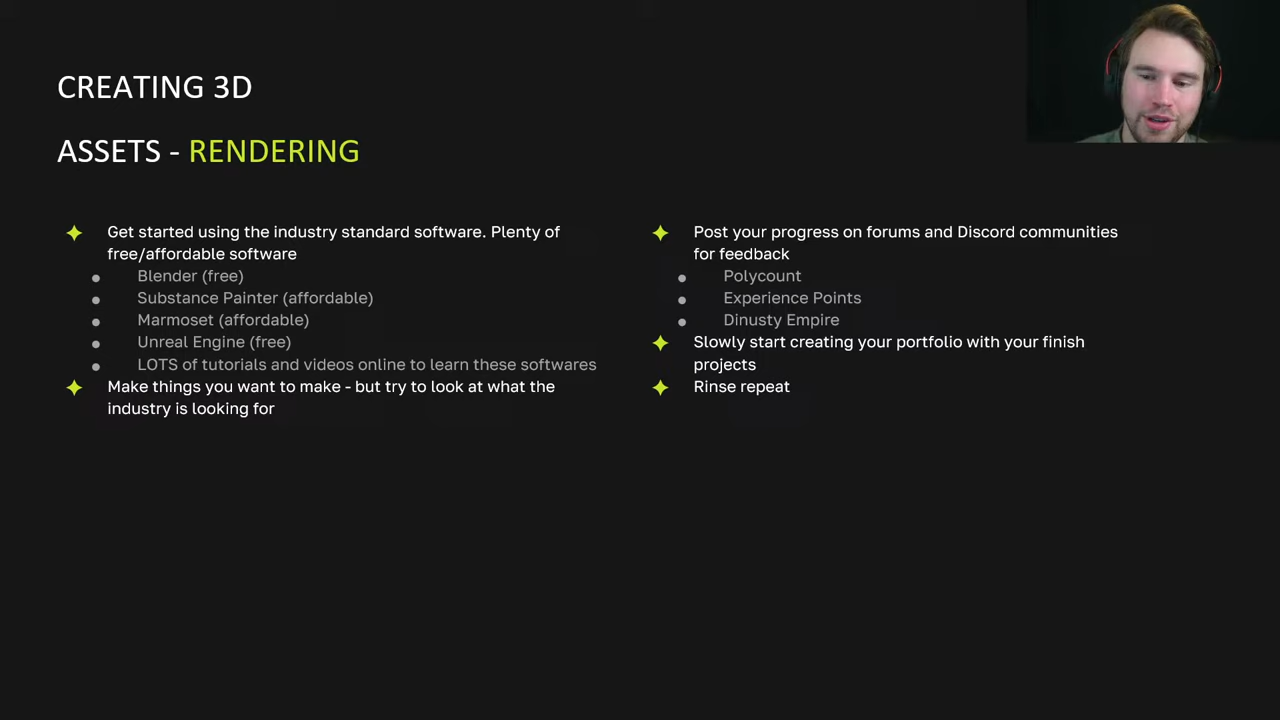 CREATING 3D
ASSETS - RENDERING
Get started using the industry standard software. Plenty of
free/affordable software
Blender (free)
Substance Painter (affordable)
Marmoset (affordable)
Unreal Engine (free)
LOTS of tutorials and videos online to learn these softwares
Make things you want to make - but try to look at what the
industry is looking for
Post your progress on forums and Discord communities
for feedback
Polycount
Experience Points
Dinusty Empire
Slowly start creating your portfolio with your finish
projects
Rinse repeat